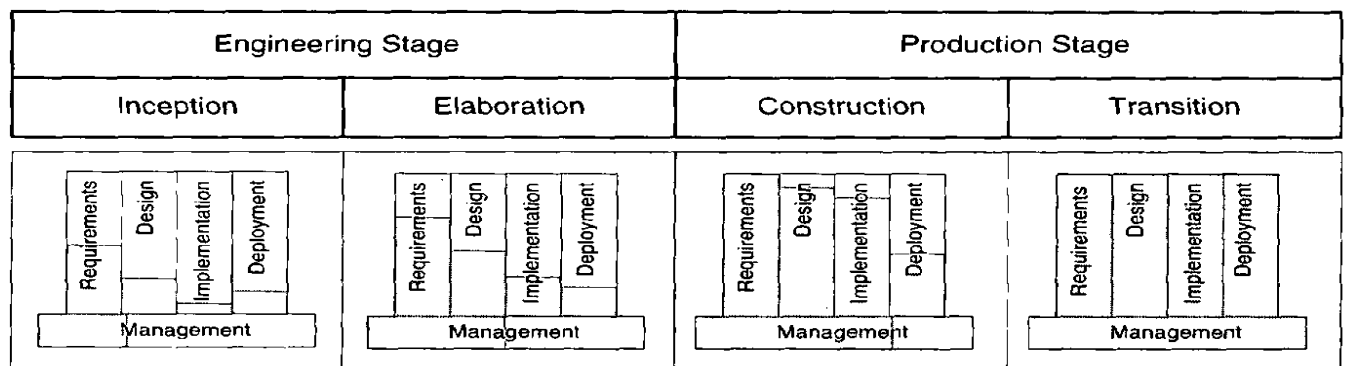 Engineering Stage Production Stage
Inception Elaboration Construction Transition
Requirements Design Implementation Deployment
Management
Requirements Design Implementation Deployment
Management
Requirements Design Implementation Deployment
Management
Requirements Design Implementation Deployment
Management